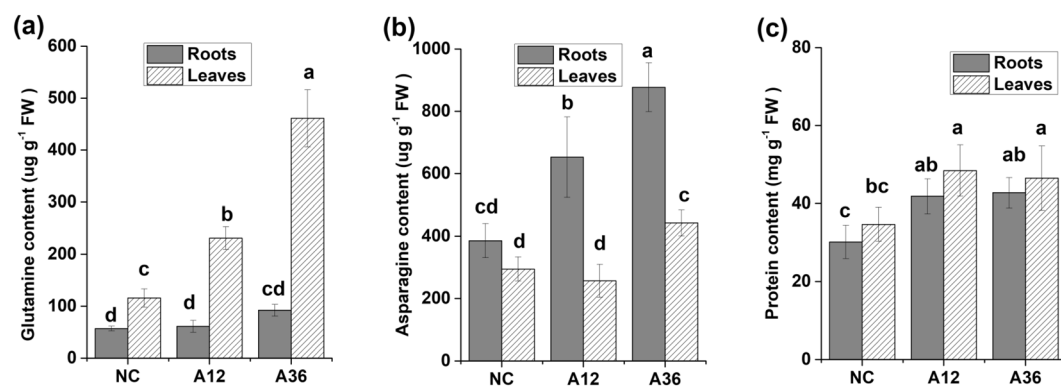 (a)
Glutamine content (ug g-1 FW )
600
500
400
300
200
100
0
Roots
Leaves
d
c
d
b
cd
a
NC
A12
A36
(b)
Asparagine content (ug g-1 FW )
1000
800
600
400
200
0
Roots
Leaves
cd
d
b
d
a
c
NC
A12
A36
(c)
Protein content (mg g-1 FW )
80
60
40
20
0
Roots
Leaves
c
bc
ab
a
ab
a
NC
A12
A36